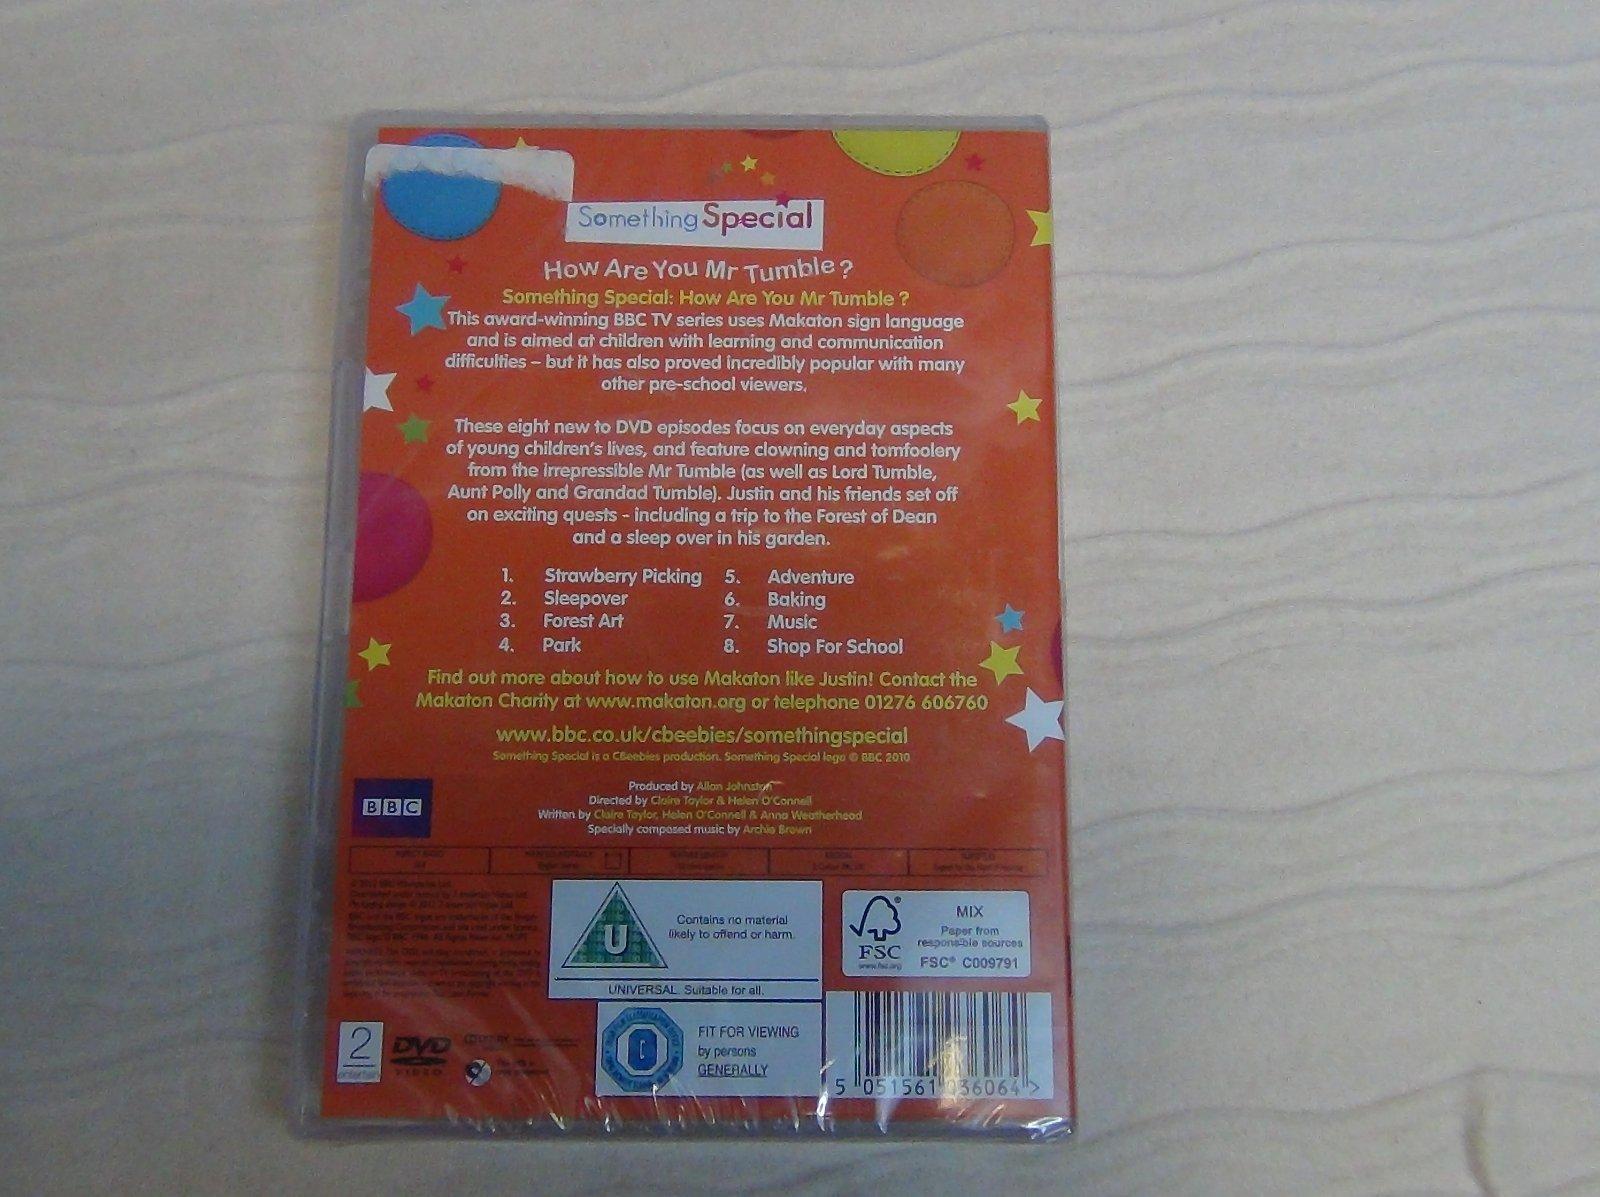 Something Special
How Are You Mr Tumble?
Something Special: How Are You Mr Tumble ?
This award-winning BBC TV series uses Makaton sign language
and is aimed at children with learning and communication
difficulties – but it has also proved incredibly popular with many
other pre-school viewers.
These eight new to DVD episodes focus on everyday aspects
of young children's lives, and feature clowning and tomfoolery
from the irrepressible Mr Tumble (as well as Lord Tumble,
Aunt Polly and Grandad Tumble). Justin and his friends set off
on exciting quests - including a trip to the Forest of Dean
and a sleep over in his garden.
1. Strawberry Picking 5. Adventure
2. Sleepover 6. Baking
3. Forest Art 7. Music
4. Park 8. Shop For School
Find out more about how to use Makaton like Justin! Contact the
Makaton Charity at www.makaton.org or telephone 01276 606760
www.bbc.co.uk/cbeebies/somethingspecial
Something Special is a CBeebies production. Something Special logo © BBC 2010
Produced by Allan Johnston
Directed by Claire Taylor & Helen O'Connell
Written by Claire Taylor, Helen O'Connell & Anna Weatherhead
Specially composed music by Archie Brown
BBC
U
Contains no material
likely to offend or harm.
UNIVERSAL. Suitable for all.
FSC
www.fsc.org
MIX
Paper from
responsible sources
FSC® C009791
2
entertain
DVD
VIDEO
G
FIT FOR VIEWING
by persons
GENERALLY
5 051561 036064 >